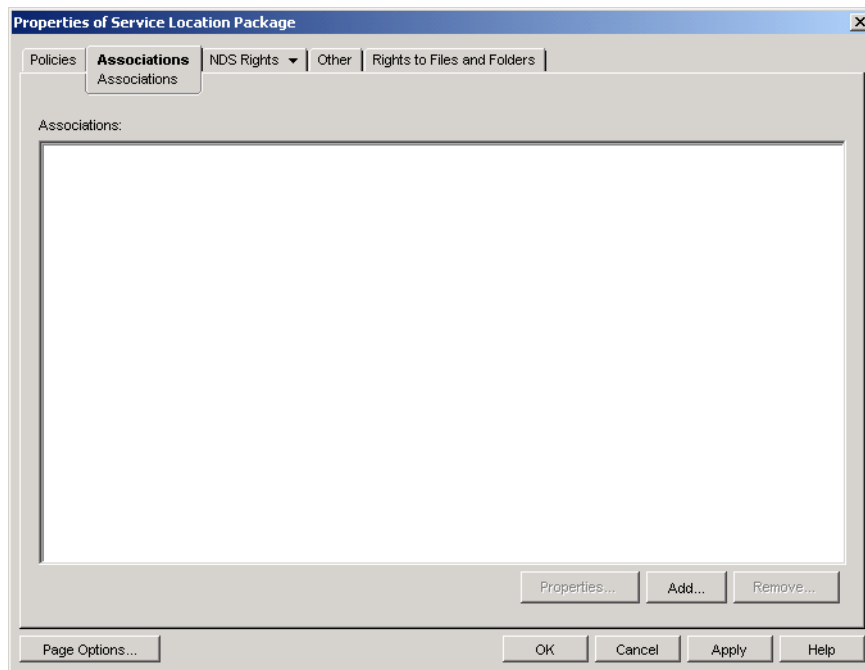 Properties of Service Location Package
Policies Associations NDS Rights Other Rights to Files and Folders
Associations
Associations:
Properties... Add... Remove...
Page Options... OK Cancel Apply Help